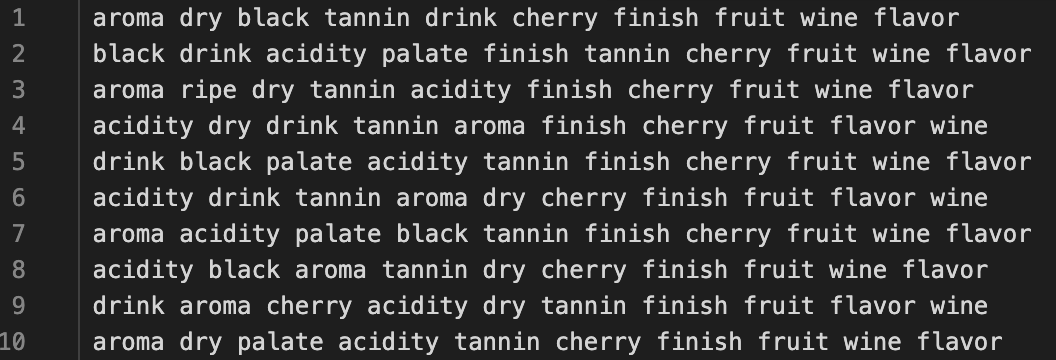 1 aroma dry black tannin drink cherry finish fruit wine flavor
2 black drink acidity palate finish tannin cherry fruit wine flavor
3 aroma ripe dry tannin acidity finish cherry fruit wine flavor
4 acidity dry drink tannin aroma finish cherry fruit flavor wine
5 drink black palate acidity tannin finish cherry fruit wine flavor
6 acidity drink tannin aroma dry cherry finish fruit flavor wine
7 aroma acidity palate black tannin finish cherry fruit wine flavor
8 acidity black aroma tannin dry cherry finish fruit wine flavor
9 drink aroma cherry acidity dry tannin finish fruit flavor wine
10 aroma dry palate acidity tannin cherry finish fruit wine flavor